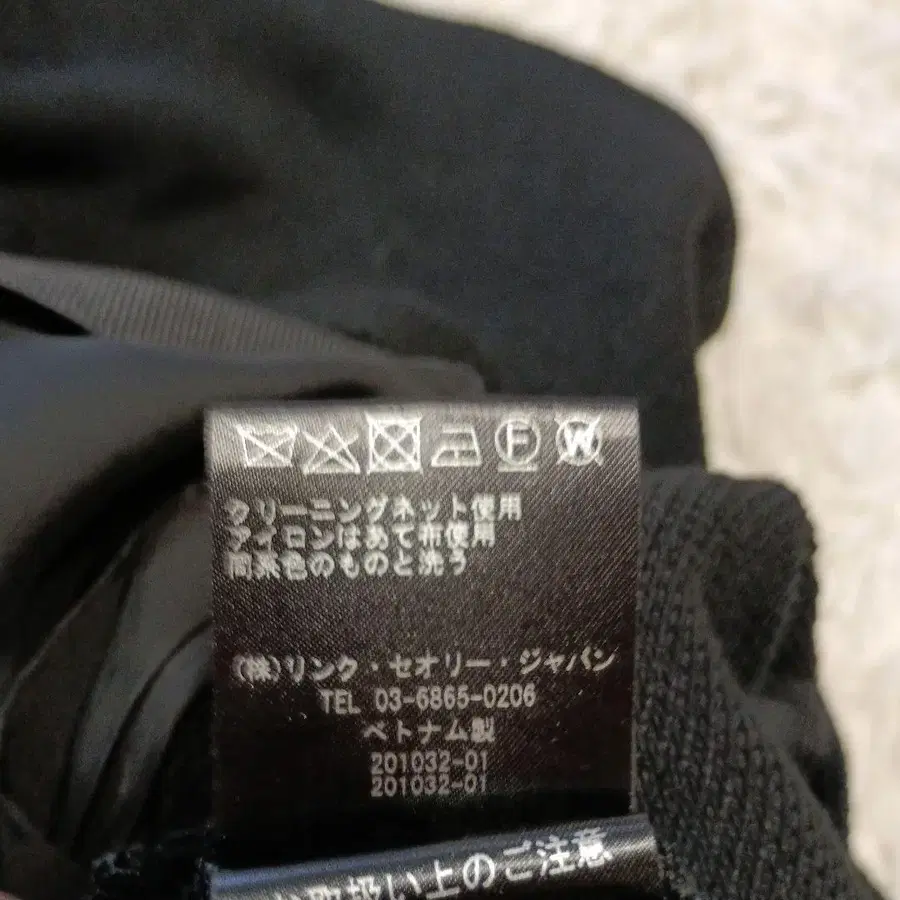 F W
クリーニングネット使用
アイロンはあて布使用
同系色のものと洗う
(株)リンク・セオリー・ジャパン
TEL 03-6865-0206
ベトナム製
201032-01
201032-01
お取扱い上のご注意